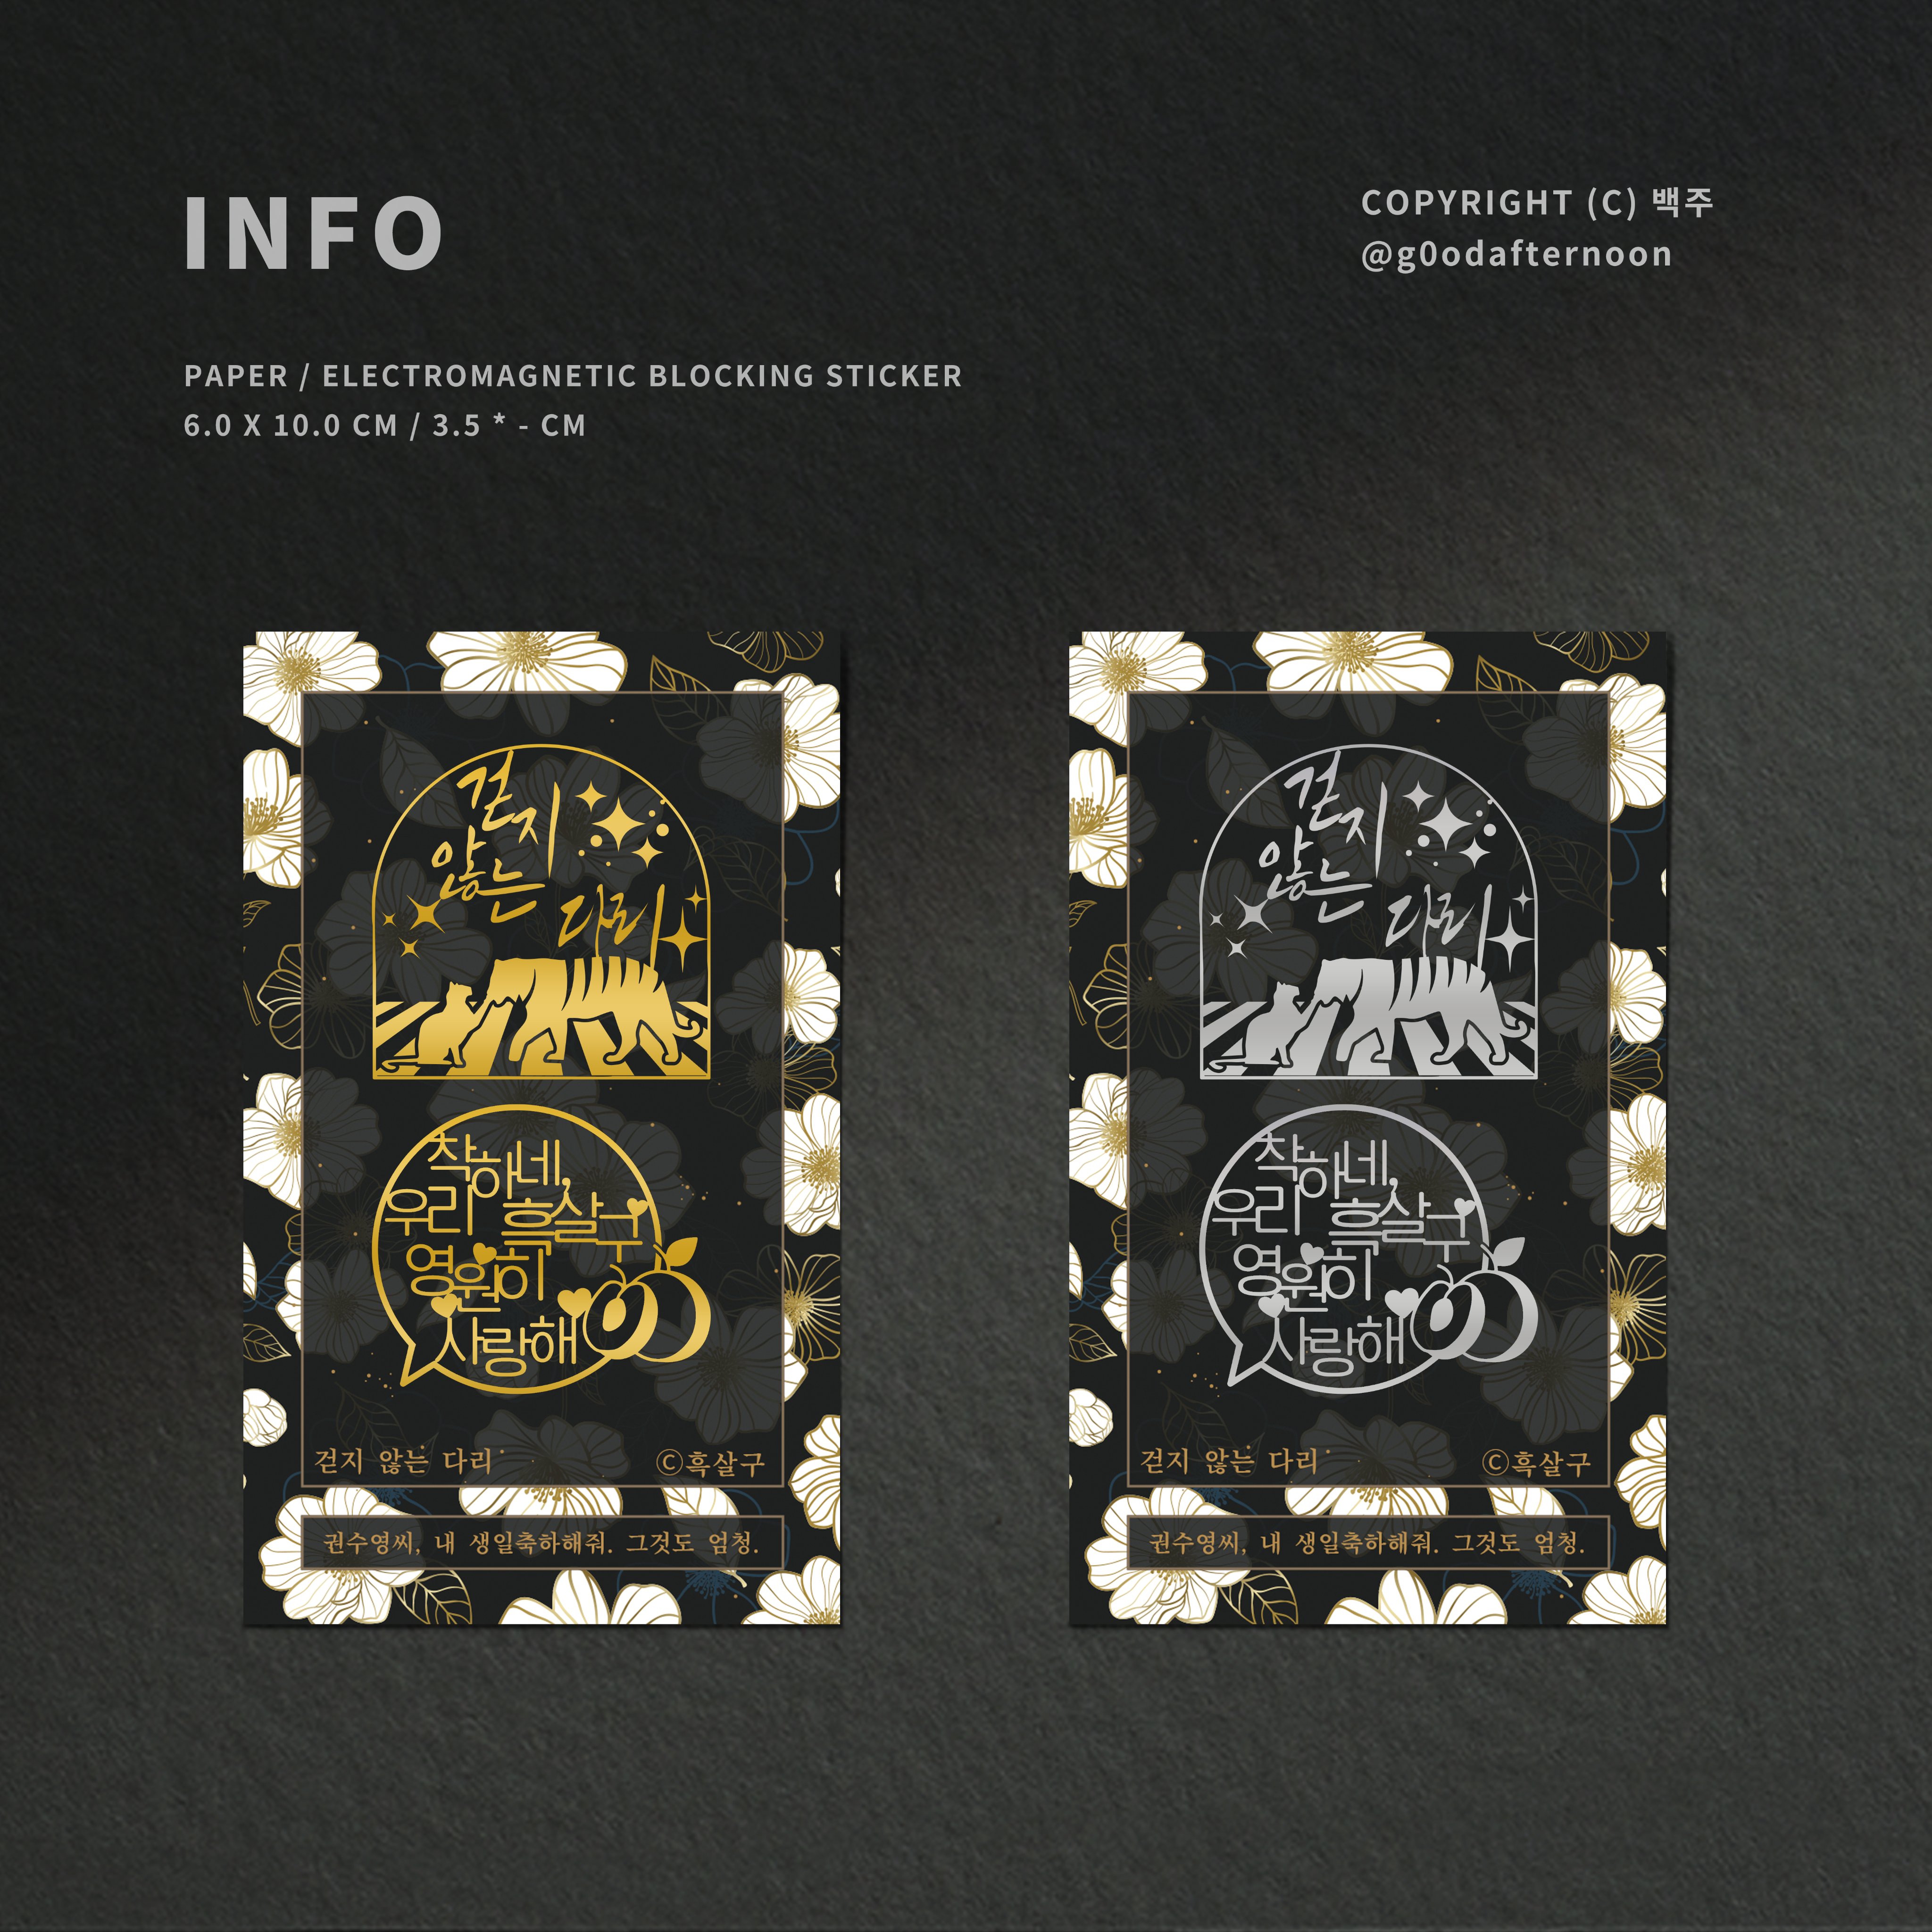 INFO
COPYRIGHT (C) 백주
@g0odafternoon
PAPER / ELECTROMAGNETIC BLOCKING STICKER
6.0 X 10.0 CM / 3.5 * - CM
걷지
않는
다리
착하네,
우리 흑살구
영원히
사랑해
걷지 않는 다리
ⓒ흑살구
권수영씨, 내 생일축하해줘. 그것도 엄청.
걷지
않는
다리
착하네,
우리 흑살구
영원히
사랑해
걷지 않는 다리
ⓒ흑살구
권수영씨, 내 생일축하해줘. 그것도 엄청.